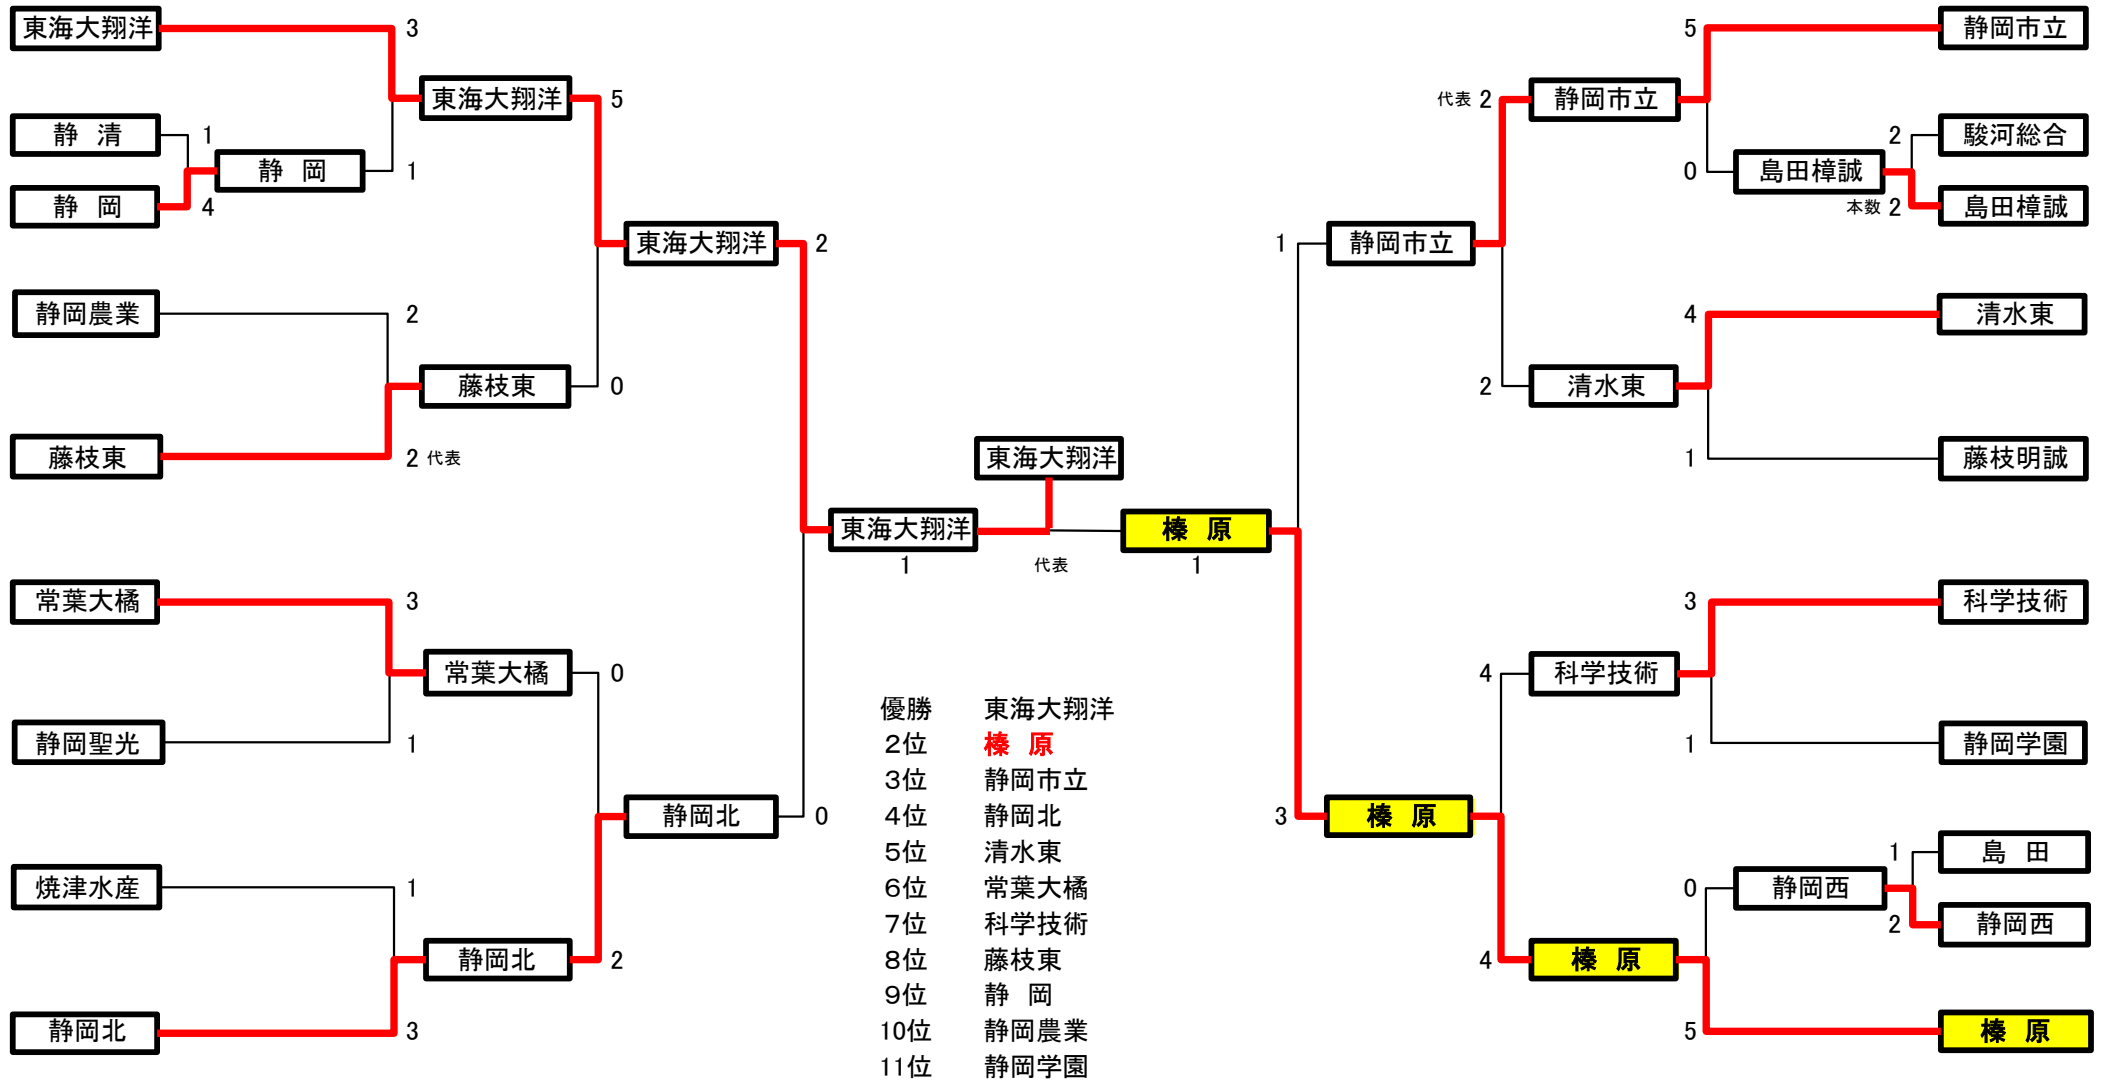 東海大翔洋
3
静 清
1
静 岡
4
静 岡
1
東海大翔洋
5
静岡農業
2
藤枝東
2 代表
藤枝東
0
東海大翔洋
2
常葉大橘
3
静岡聖光
1
常葉大橘
0
焼津水産
1
静岡北
3
静岡北
2
静岡北
0
東海大翔洋
1
東海大翔洋
代表
榛 原
1
静岡市立
5
駿河総合
2
島田樟誠
本数 2
島田樟誠
0
静岡市立
代表 2
清水東
4
藤枝明誠
1
清水東
2
静岡市立
1
科学技術
3
静岡学園
1
科学技術
4
島 田
1
静岡西
2
静岡西
0
榛 原
5
榛 原
4
榛 原
3
優勝 東海大翔洋
2位 榛 原
3位 静岡市立
4位 静岡北
5位 清水東
6位 常葉大橘
7位 科学技術
8位 藤枝東
9位 静 岡
10位 静岡農業
11位 静岡学園